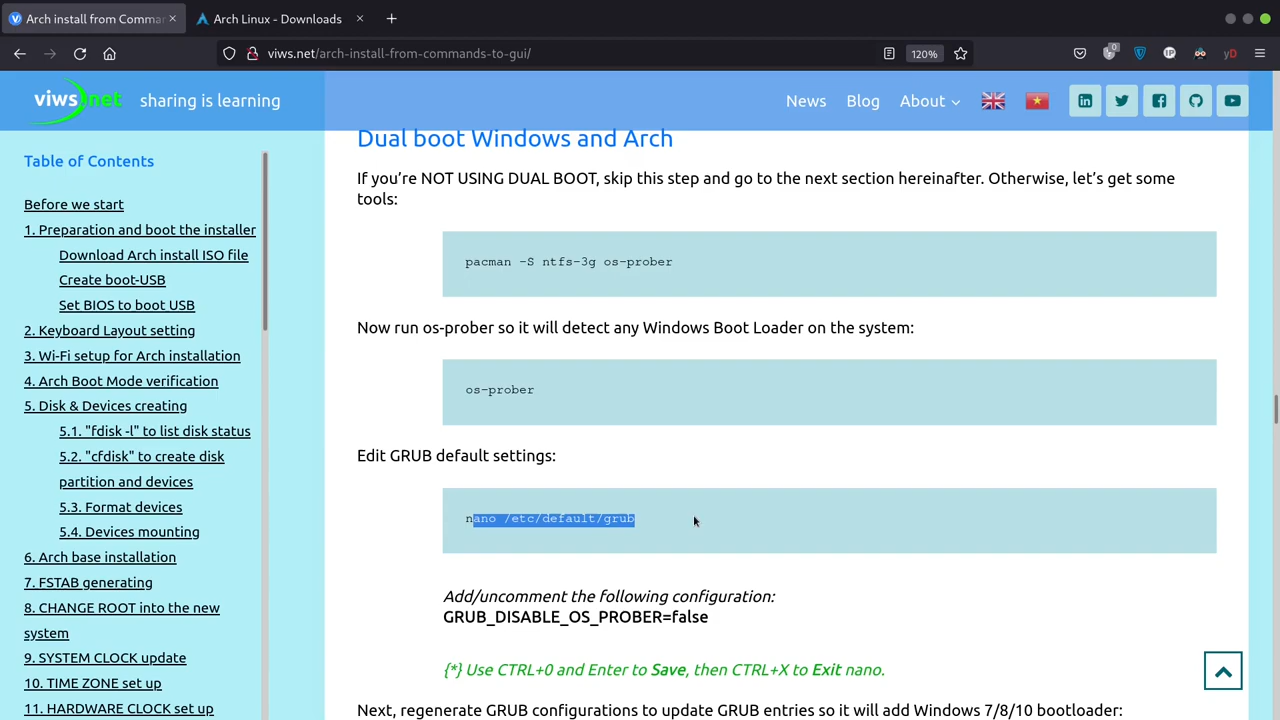 Arch install from Commar
Arch Linux - Downloads
viws.net/arch-install-from-commands-to-gui/
120%
0
IP
yD
viws.net
sharing is learning
News
Blog
About
Table of Contents
Before we start
1. Preparation and boot the installer
Download Arch install ISO file
Create boot-USB
Set BIOS to boot USB
2. Keyboard Layout setting
3. Wi-Fi setup for Arch installation
4. Arch Boot Mode verification
5. Disk & Devices creating
5.1. "fdisk -l" to list disk status
5.2. "cfdisk" to create disk
partition and devices
5.3. Format devices
5.4. Devices mounting
6. Arch base installation
7. FSTAB generating
8. CHANGE ROOT into the new
system
9. SYSTEM CLOCK update
10. TIME ZONE set up
11. HARDWARE CLOCK set up
Dual boot Windows and Arch
If you’re NOT USING DUAL BOOT, skip this step and go to the next section hereinafter. Otherwise, let’s get some
tools:
pacman -S ntfs-3g os-prober
Now run os-prober so it will detect any Windows Boot Loader on the system:
os-prober
Edit GRUB default settings:
nano /etc/default/grub
Add/uncomment the following configuration:
GRUB_DISABLE_OS_PROBER=false
{*} Use CTRL+0 and Enter to Save, then CTRL+X to Exit nano.
Next, regenerate GRUB configurations to update GRUB entries so it will add Windows 7/8/10 bootloader: